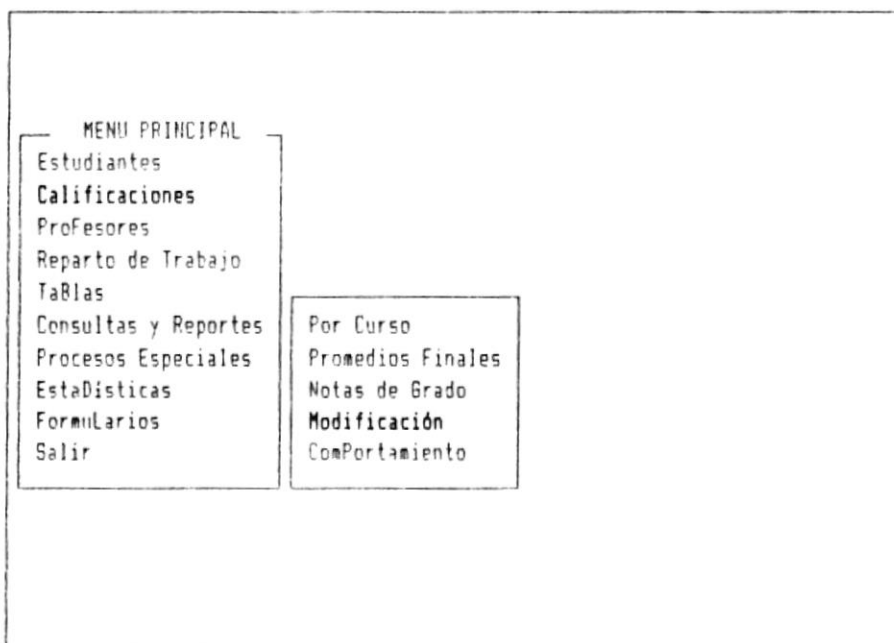 MENU PRINCIPAL
Estudiantes
Calificaciones
ProFesores
Reparto de Trabajo
TaBlas
Consultas y Reportes
Procesos Especiales
EstaDísticas
FormuLarios
Salir
Por Curso
Promedios Finales
Notas de Grado
Modificación
ComPortamiento